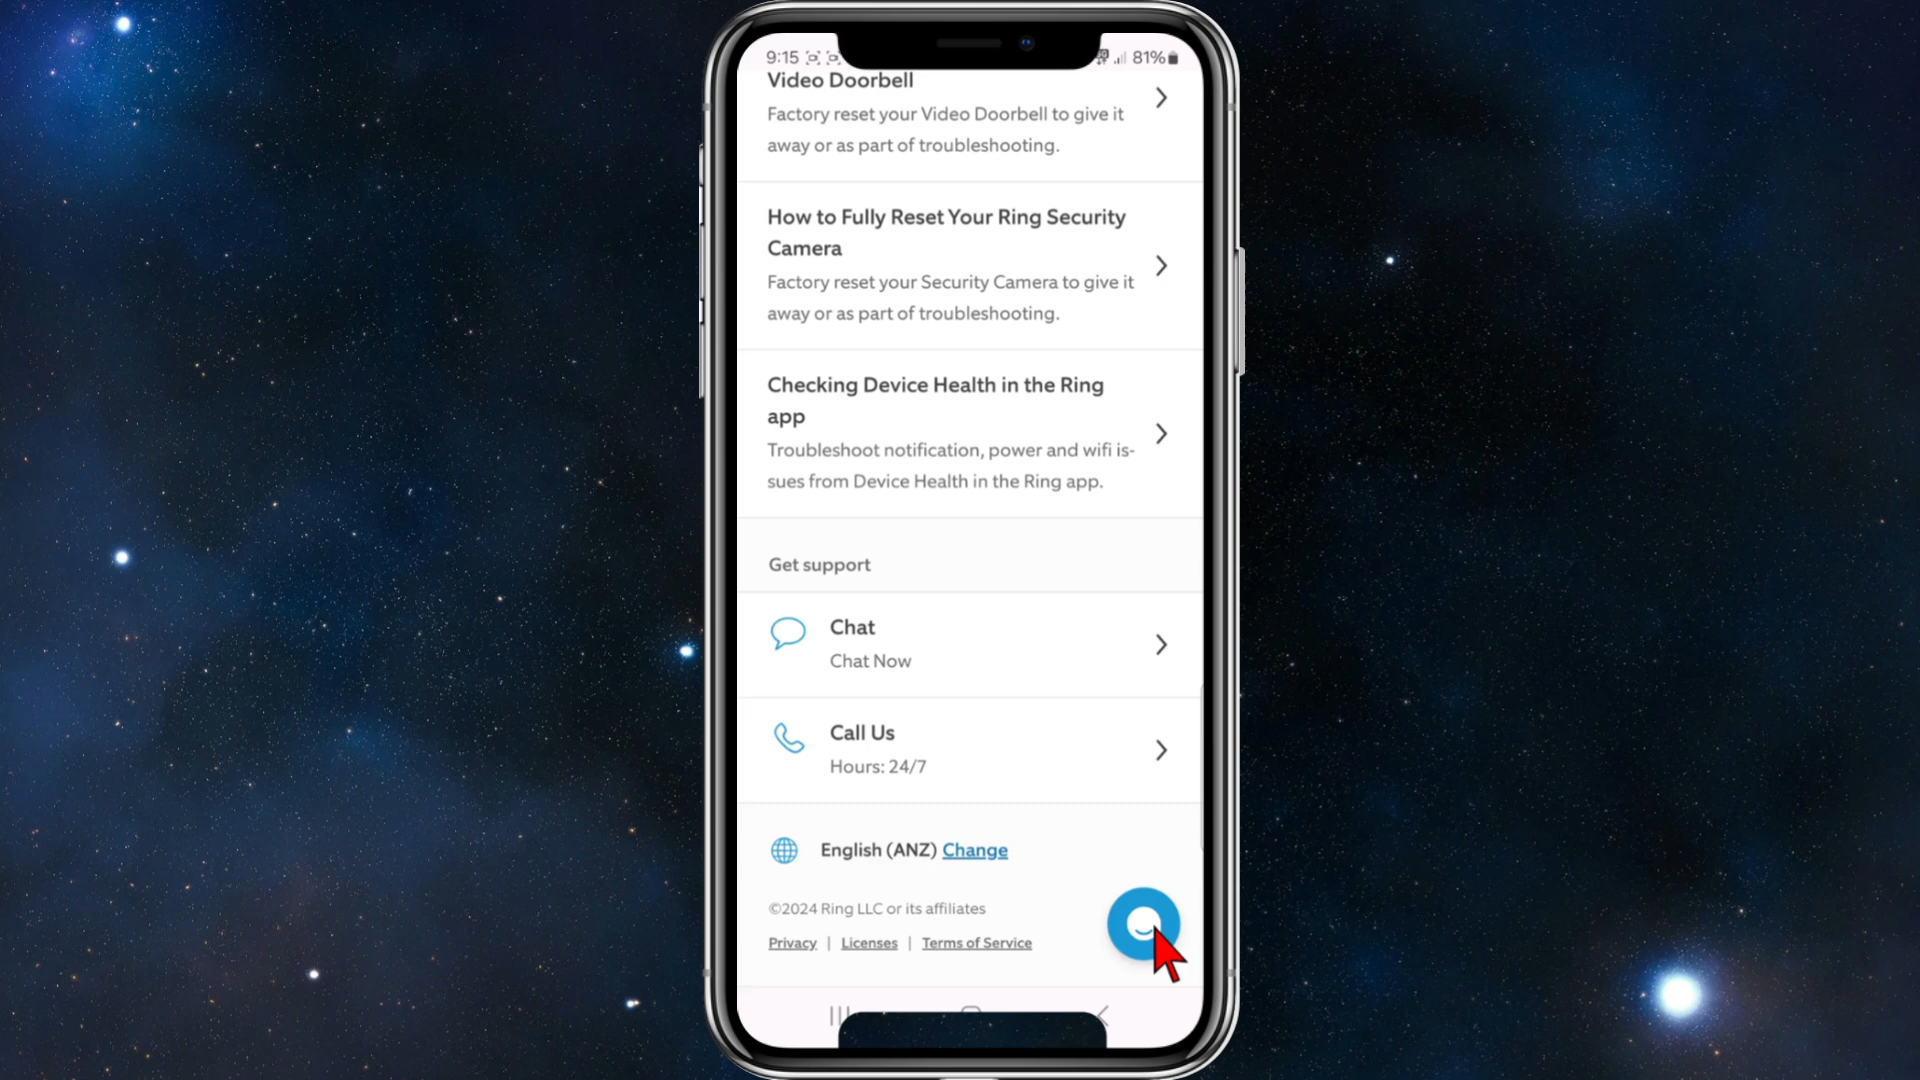 9:15
81%
Video Doorbell
Factory reset your Video Doorbell to give it
away or as part of troubleshooting.
How to Fully Reset Your Ring Security
Camera
Factory reset your Security Camera to give it
away or as part of troubleshooting.
Checking Device Health in the Ring
app
Troubleshoot notification, power and wifi is-
sues from Device Health in the Ring app.
Get support
Chat
Chat Now
Call Us
Hours: 24/7
English (ANZ) Change
©2024 Ring LLC or its affiliates
Privacy | Licenses | Terms of Service